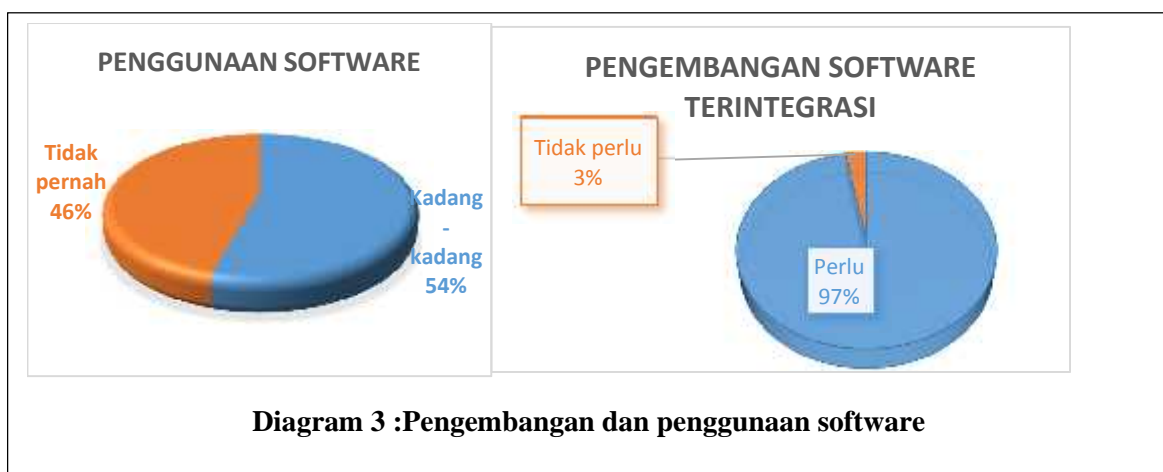 PENGGUNAAN SOFTWARE
Tidak
pernah
46%
Kadang
-
kadang
54%
PENGEMBANGAN SOFTWARE
TERINTEGRASI
Tidak perlu
3%
Perlu
97%
Diagram 3 :Pengembangan dan penggunaan software